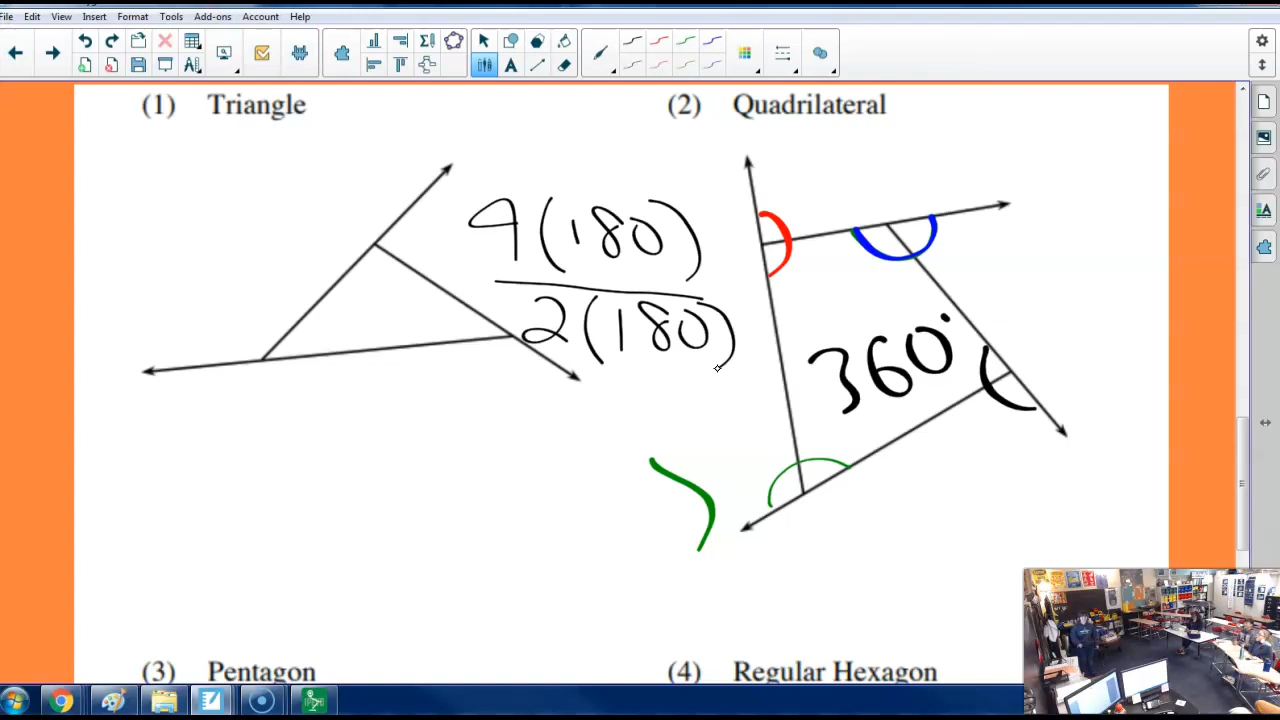 File Edit View Insert Format Tools Add-ons Account Help
(1) Triangle
(2) Quadrilateral
4(180)
2(180)
360°
(3) Pentagon
(4) Regular Hexagon